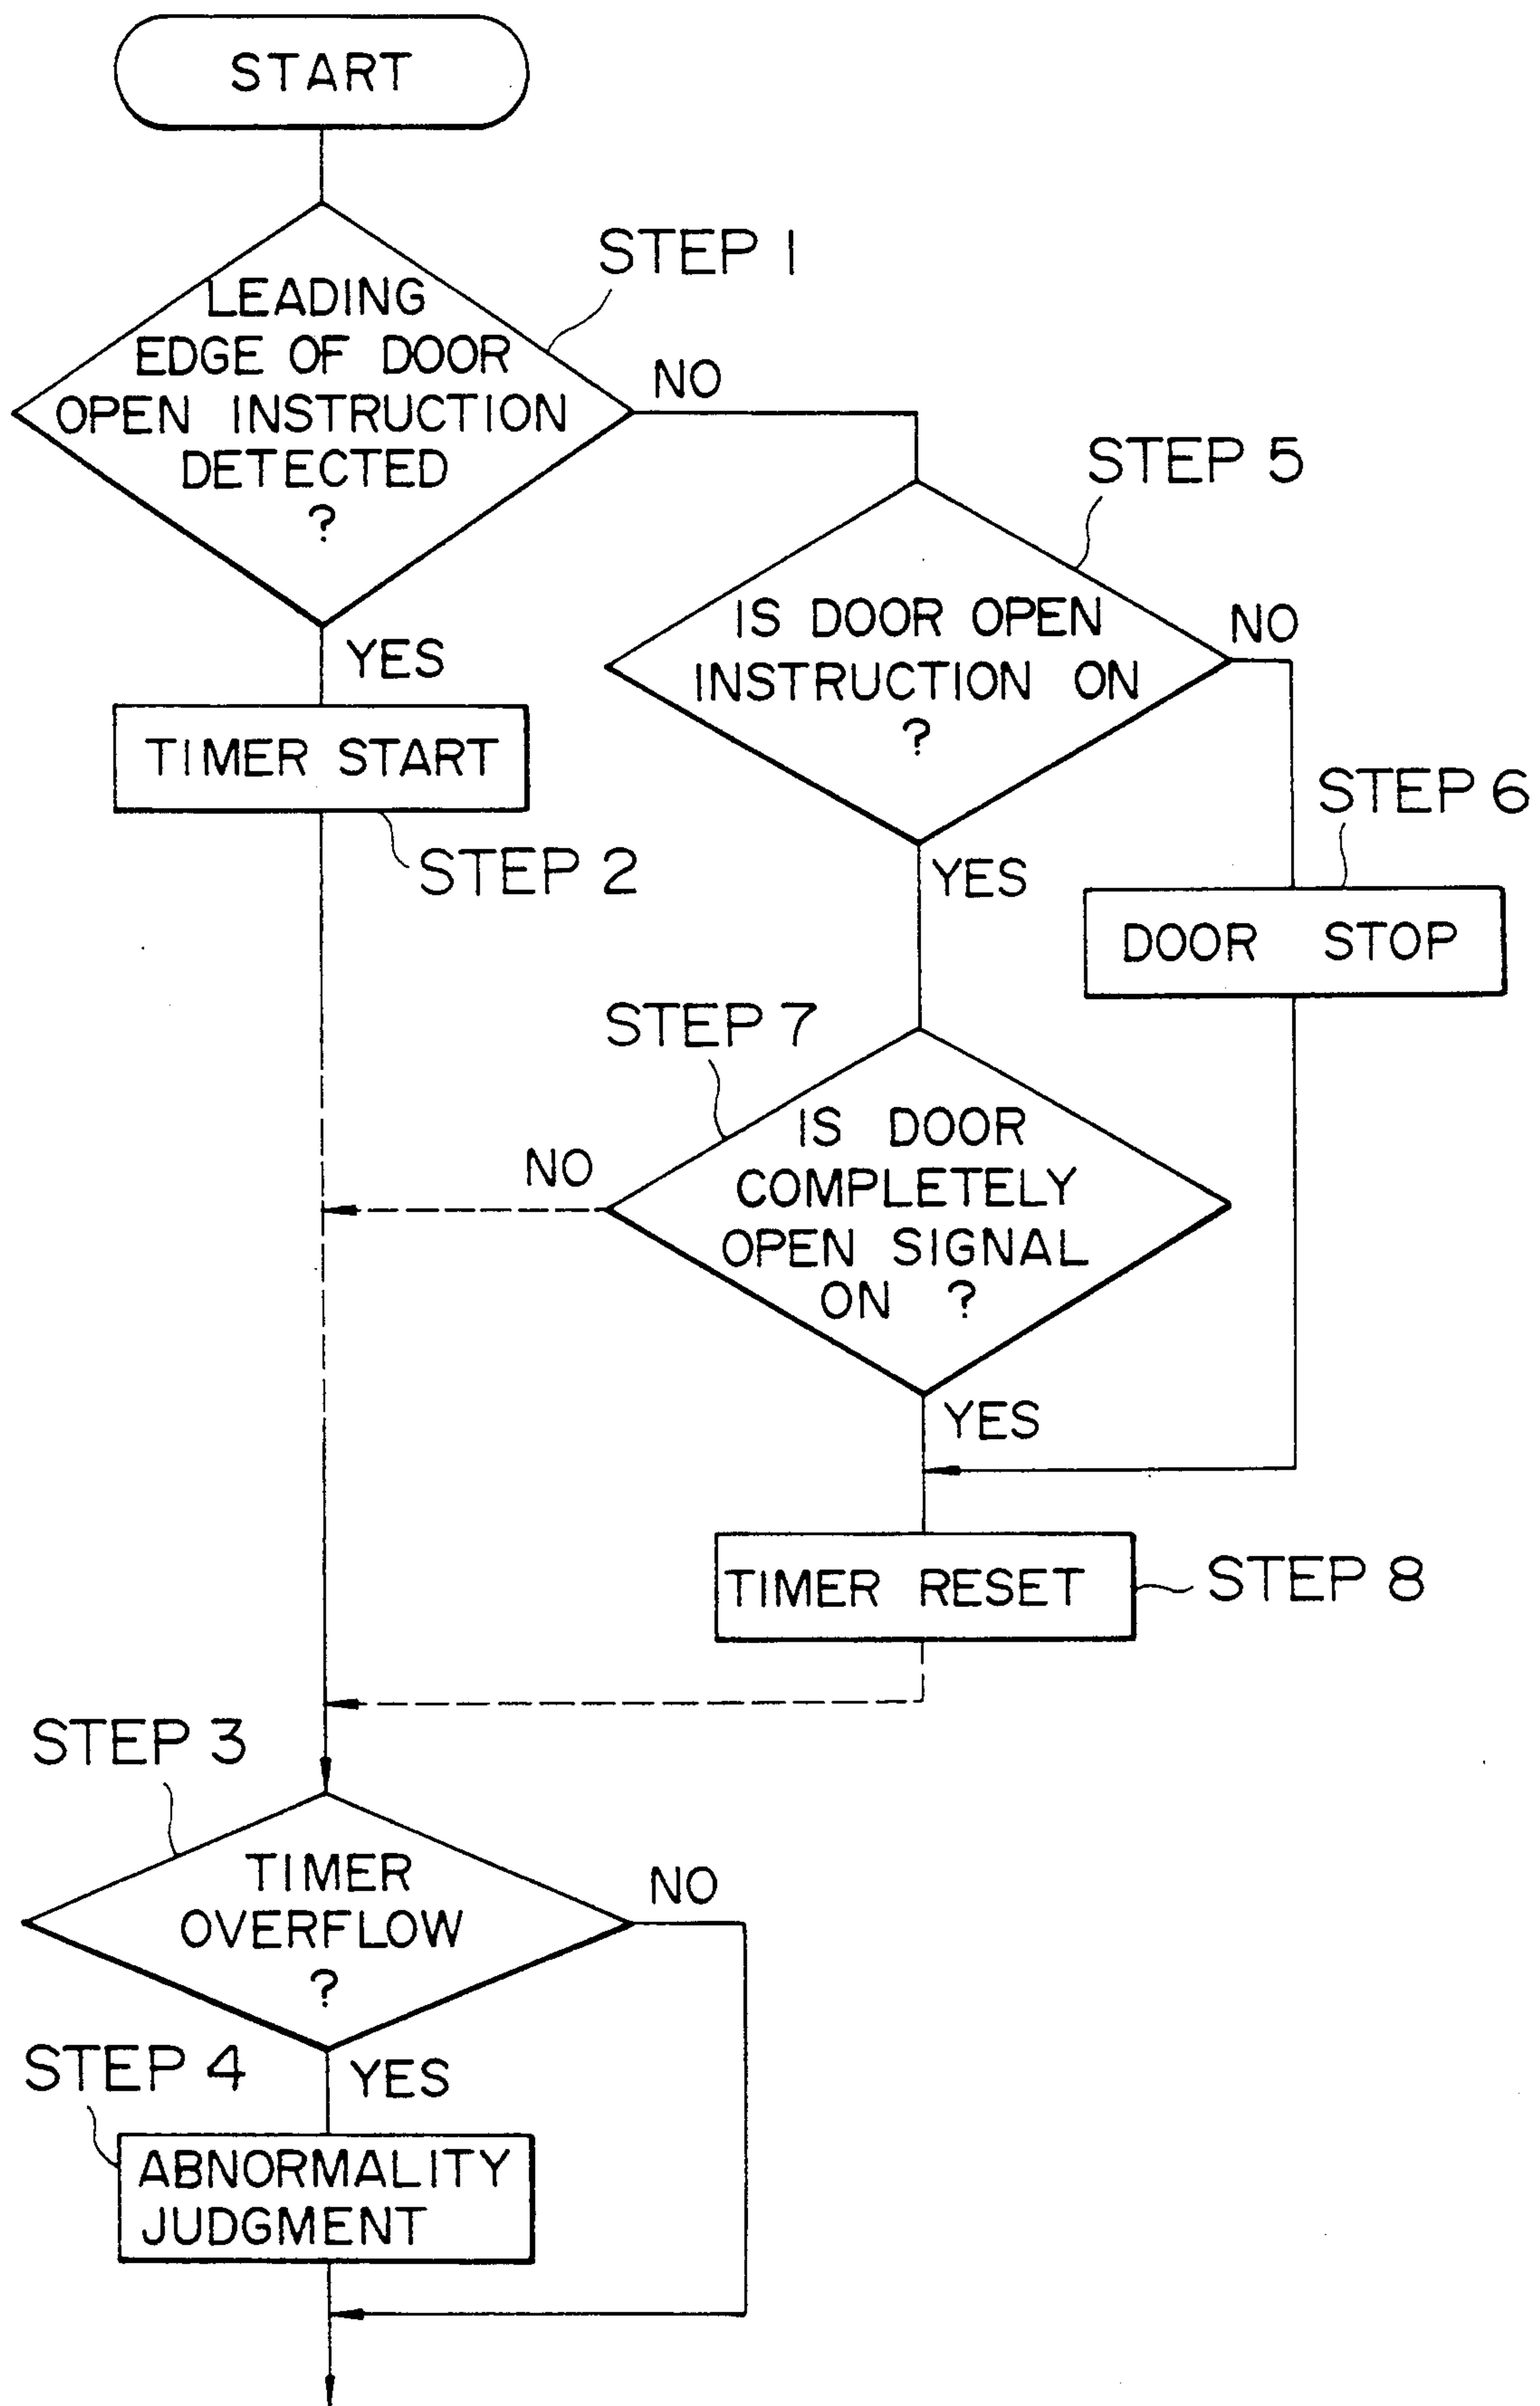 START
STEP 1
LEADING
EDGE OF DOOR
OPEN INSTRUCTION
DETECTED
?
NO
YES
STEP 5
IS DOOR OPEN
INSTRUCTION ON
?
NO
YES
TIMER START
STEP 2
STEP 6
DOOR STOP
STEP 7
IS DOOR
COMPLETELY
OPEN SIGNAL
ON ?
NO
YES
TIMER RESET
STEP 8
STEP 3
TIMER
OVERFLOW
?
NO
YES
STEP 4
ABNORMALITY
JUDGMENT